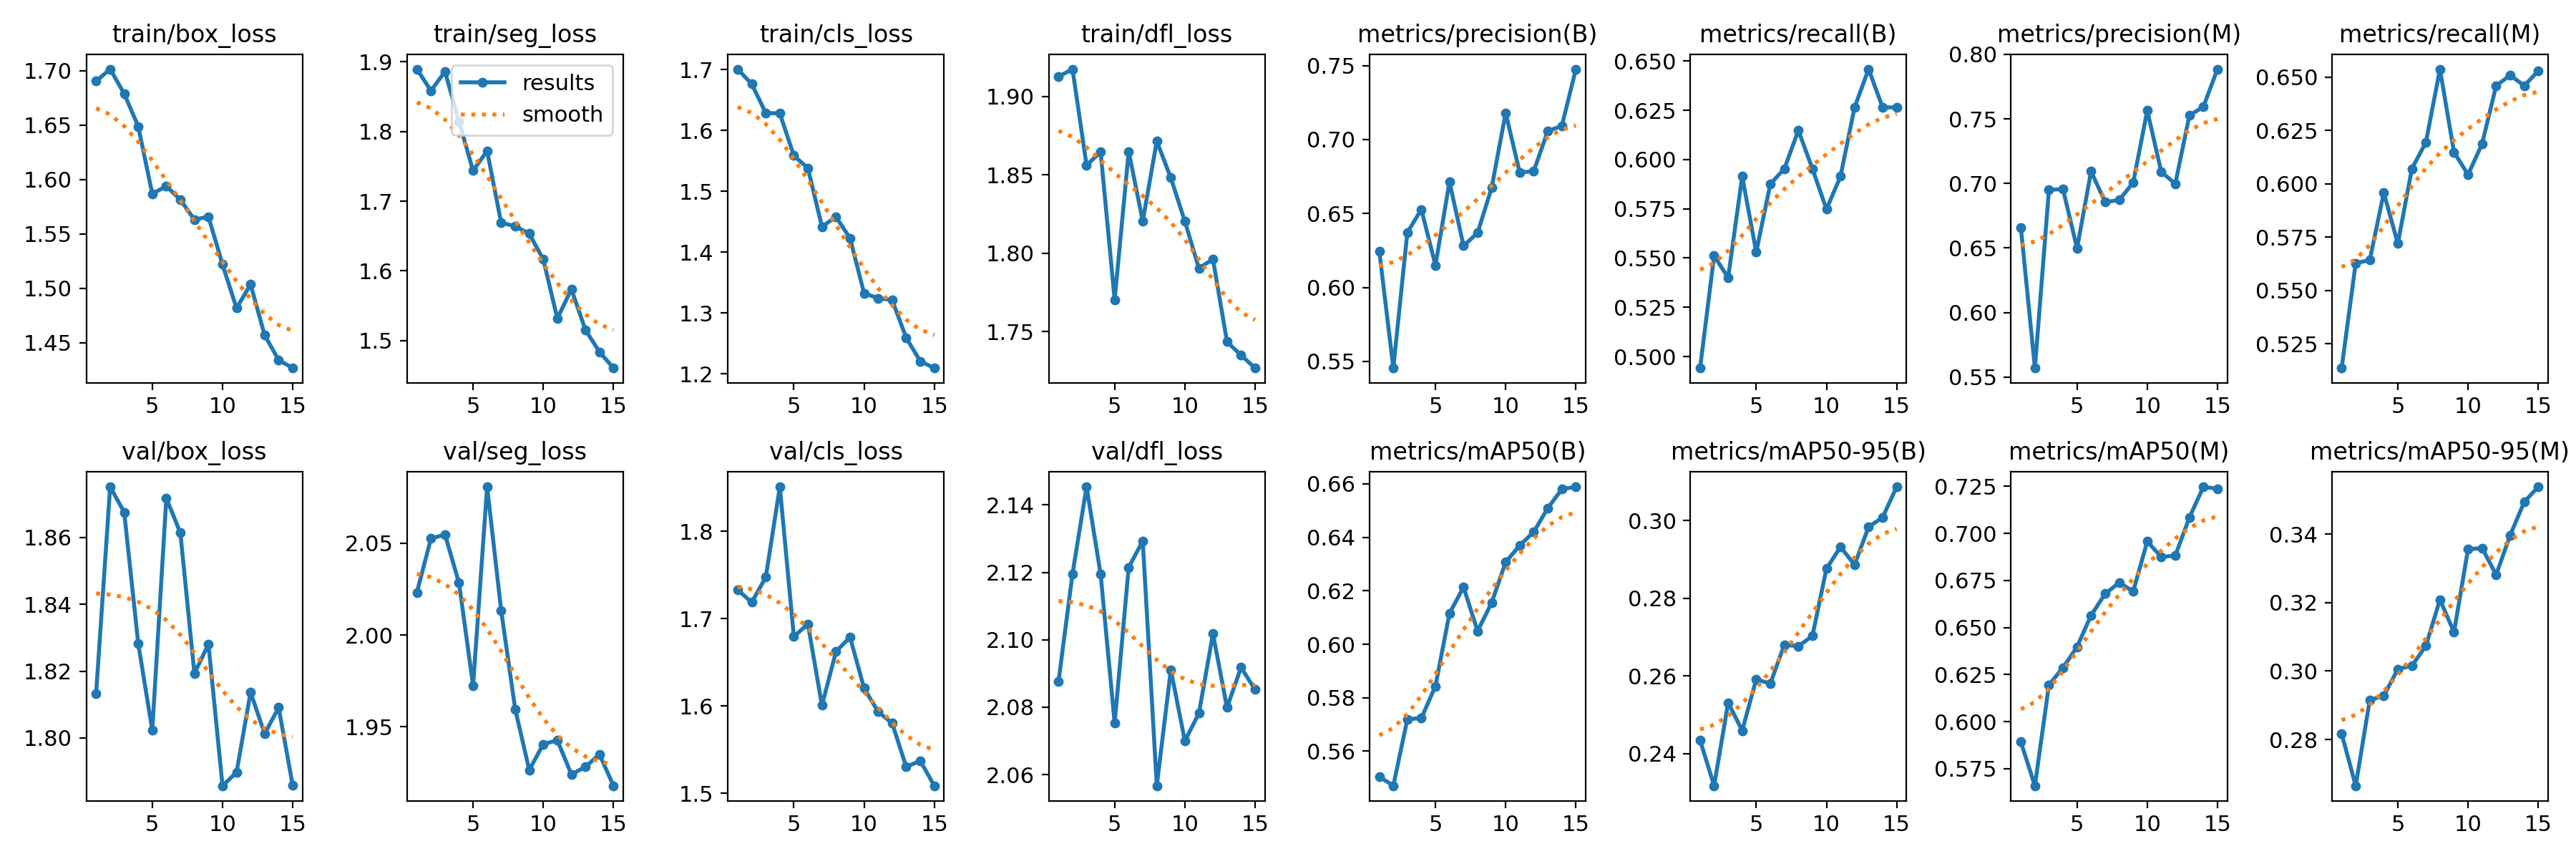 train/box_loss
1.70
1.65
1.60
1.55
1.50
1.45
5 10 15
train/seg_loss
1.9
1.8
1.7
1.6
1.5
results
smooth
5 10 15
train/cls_loss
1.7
1.6
1.5
1.4
1.3
1.2
5 10 15
train/dfl_loss
1.90
1.85
1.80
1.75
5 10 15
metrics/precision(B)
0.75
0.70
0.65
0.60
0.55
5 10 15
metrics/recall(B)
0.650
0.625
0.600
0.575
0.550
0.525
0.500
5 10 15
metrics/precision(M)
0.80
0.75
0.70
0.65
0.60
0.55
5 10 15
metrics/recall(M)
0.650
0.625
0.600
0.575
0.550
0.525
5 10 15
val/box_loss
1.86
1.84
1.82
1.80
5 10 15
val/seg_loss
2.05
2.00
1.95
5 10 15
val/cls_loss
1.8
1.7
1.6
1.5
5 10 15
val/dfl_loss
2.14
2.12
2.10
2.08
2.06
5 10 15
metrics/mAP50(B)
0.66
0.64
0.62
0.60
0.58
0.56
5 10 15
metrics/mAP50-95(B)
0.30
0.28
0.26
0.24
5 10 15
metrics/mAP50(M)
0.725
0.700
0.675
0.650
0.625
0.600
0.575
5 10 15
metrics/mAP50-95(M)
0.34
0.32
0.30
0.28
5 10 15